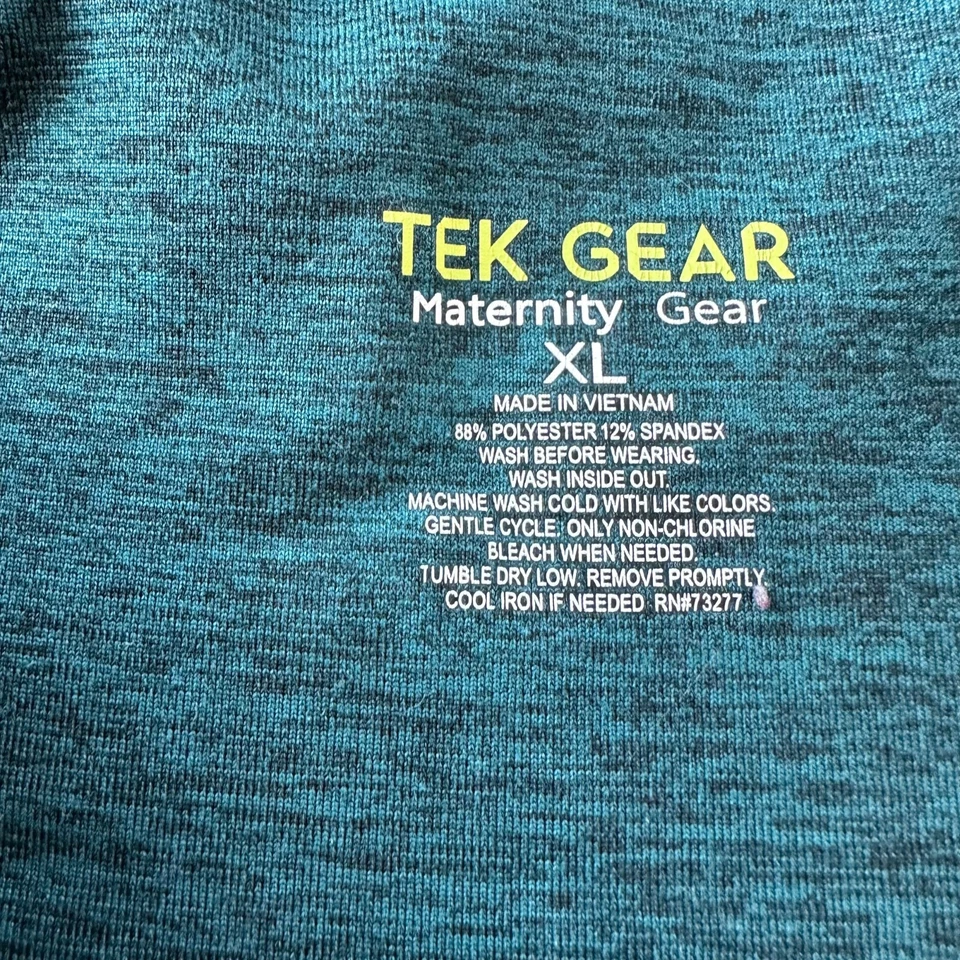 TEK GEAR
Maternity Gear
XL
MADE IN VIETNAM
88% POLYESTER 12% SPANDEX
WASH BEFORE WEARING.
WASH INSIDE OUT.
MACHINE WASH COLD WITH LIKE COLORS.
GENTLE CYCLE. ONLY NON-CHLORINE
BLEACH WHEN NEEDED.
TUMBLE DRY LOW. REMOVE PROMPTLY.
COOL IRON IF NEEDED RN#73277